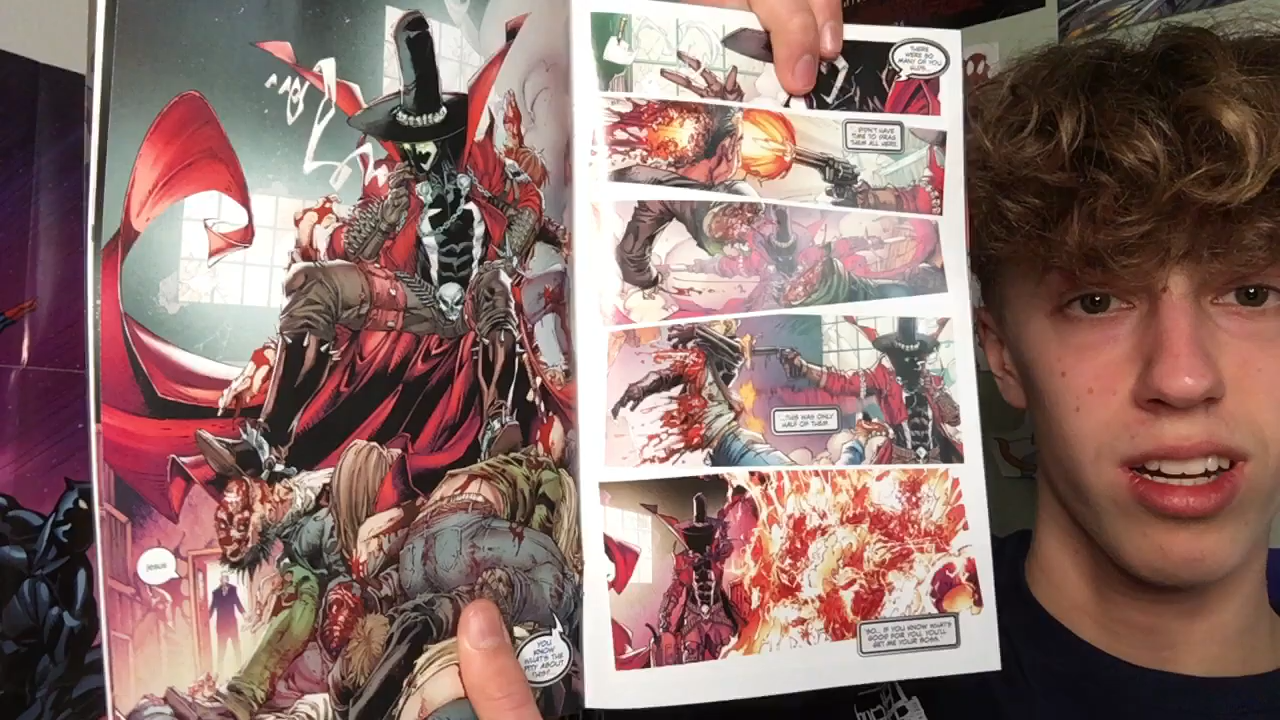 JESUS
YOU
KNOW
WHAT'S THE
PITY ABOUT
THIS?
THERE
WERE SO
MANY OF YOU
GUYS...
...DIDN'T HAVE
TIME TO DRAG
THEM ALL HERE.
"...THIS WAS ONLY
HALF OF THEM.
"SO... IF YOU KNOW WHAT'S
GOOD FOR YOU, YOU'LL
GET ME YOUR BOSS."